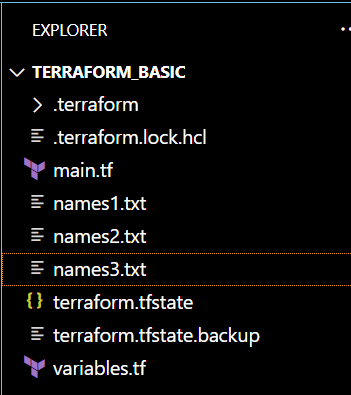 EXPLORER
TERRAFORM_BASIC
.terraform
.terraform.lock.hcl
main.tf
names1.txt
names2.txt
names3.txt
terraform.tfstate
terraform.tfstate.backup
variables.tf